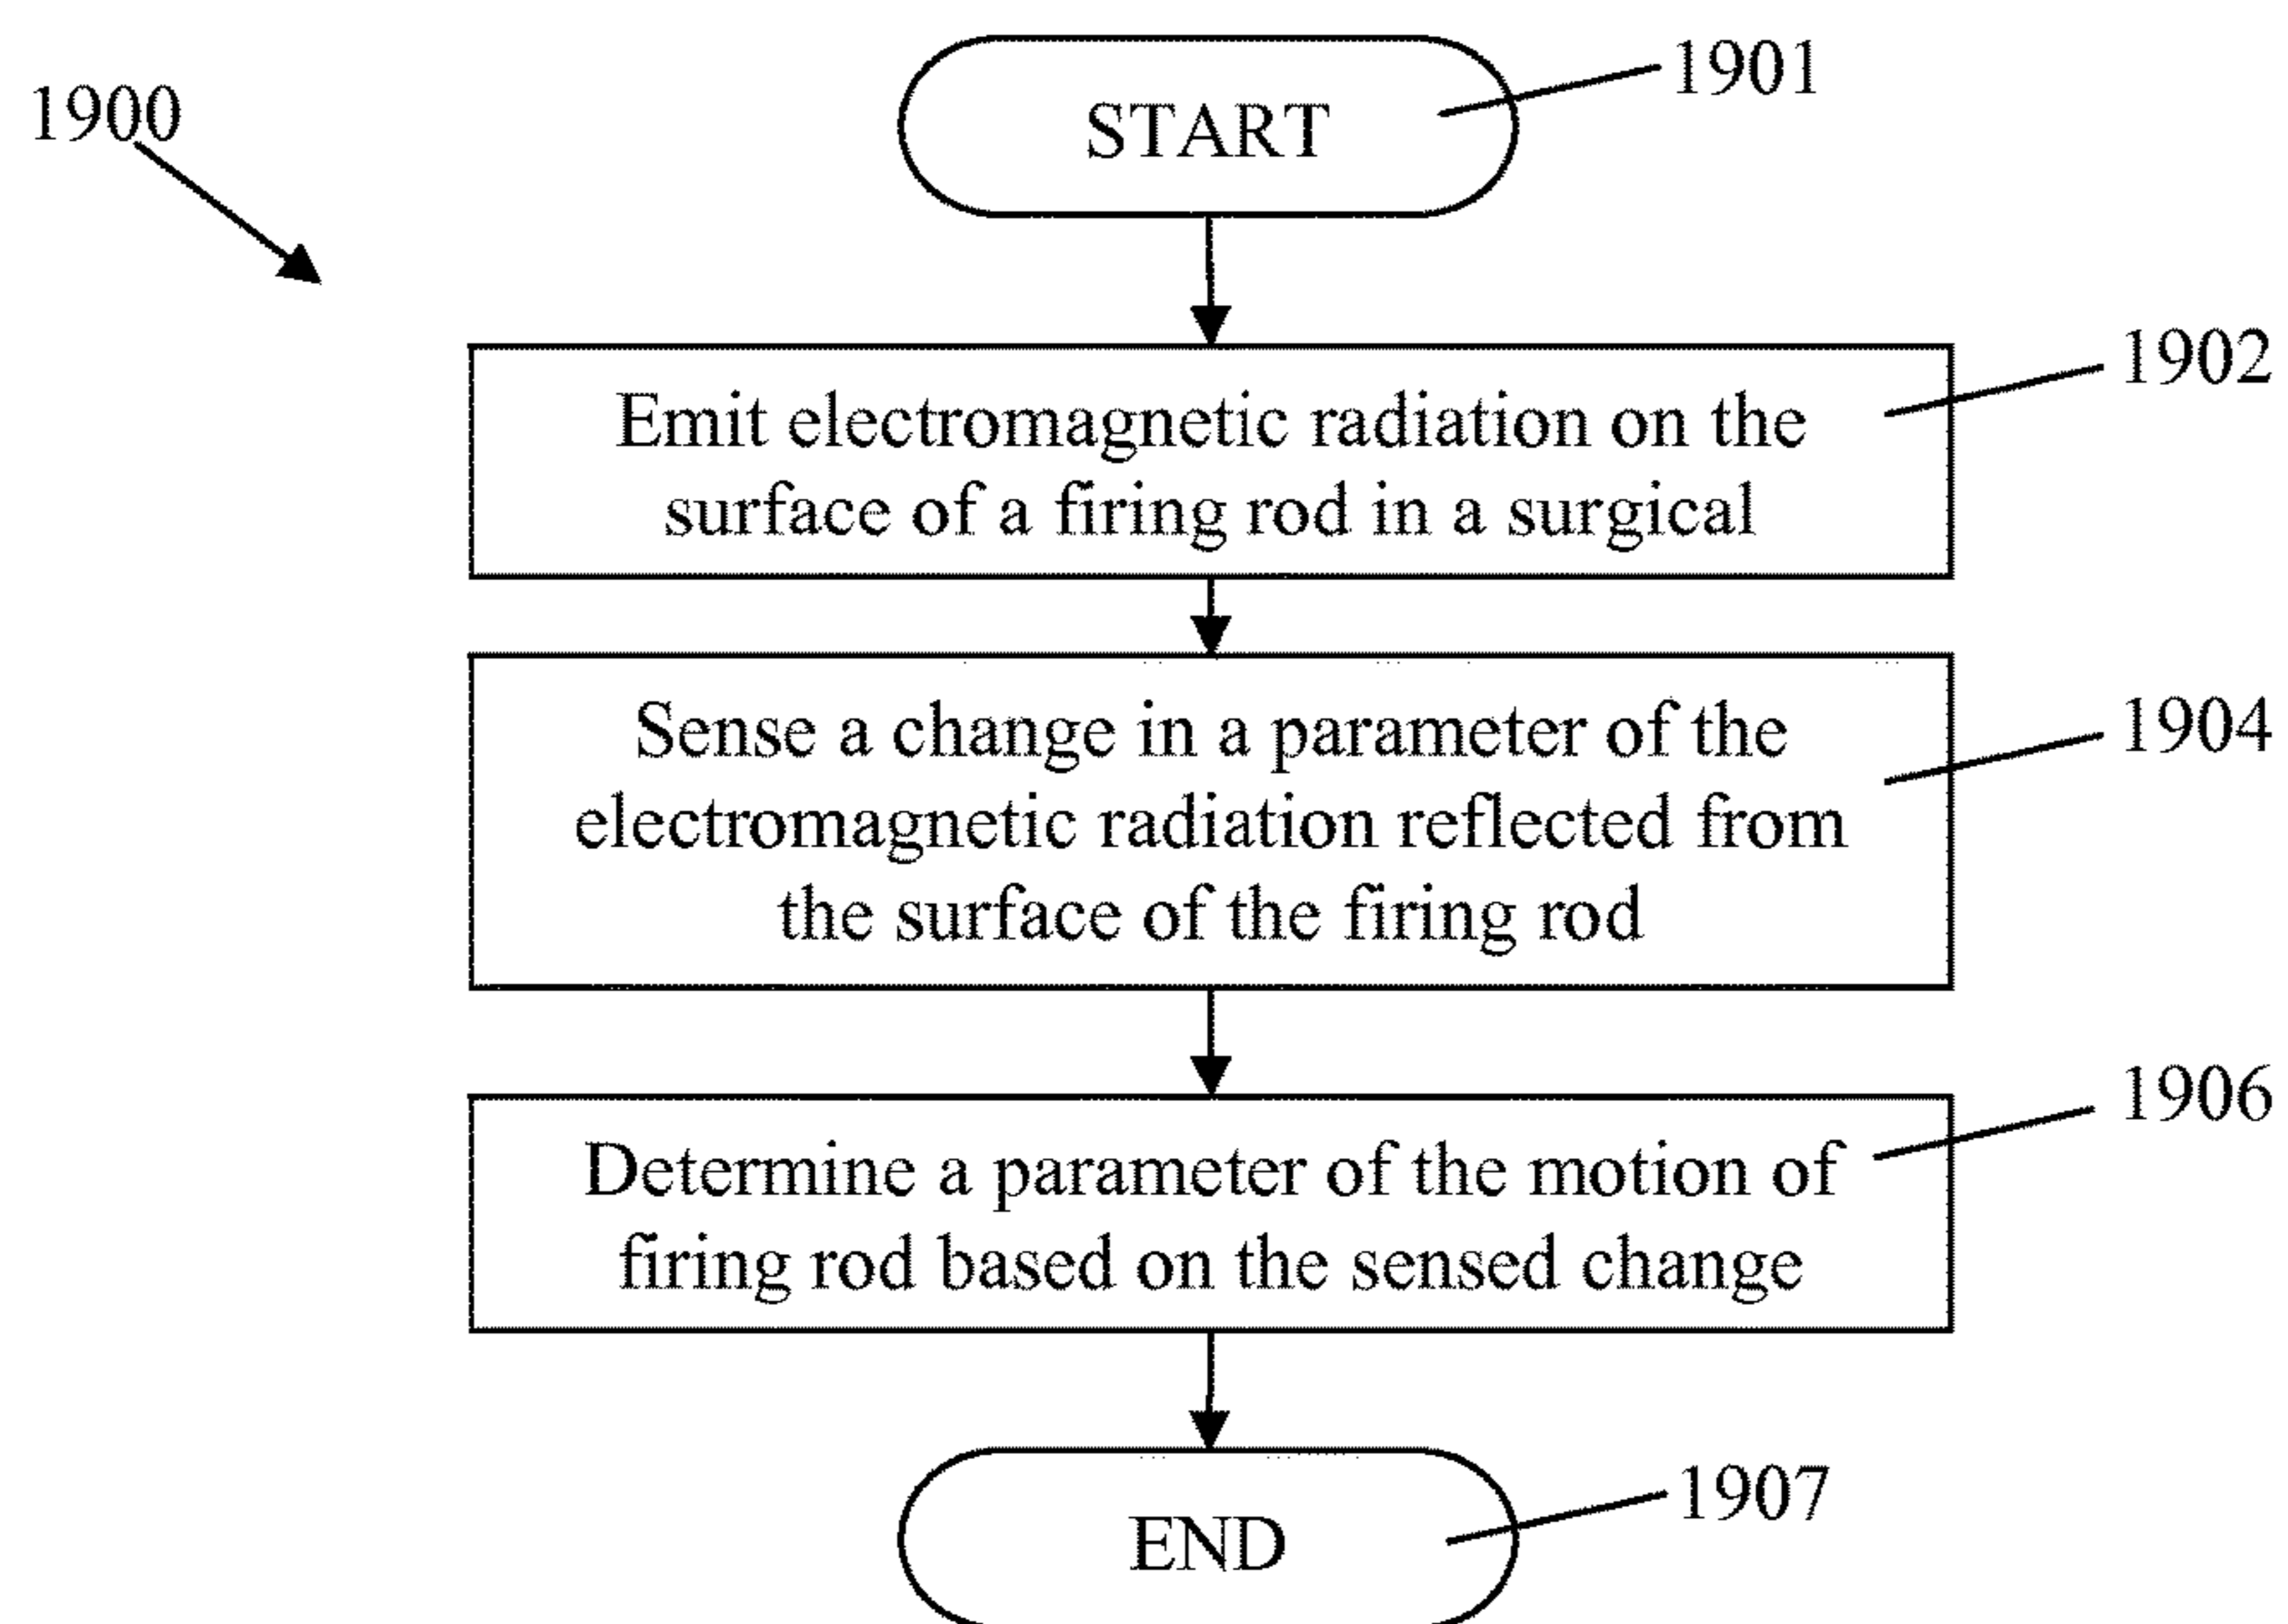 1900
START
1901
Emit electromagnetic radiation on the
surface of a firing rod in a surgical
1902
Sense a change in a parameter of the
electromagnetic radiation reflected from
the surface of the firing rod
1904
Determine a parameter of the motion of
firing rod based on the sensed change
1906
END
1907